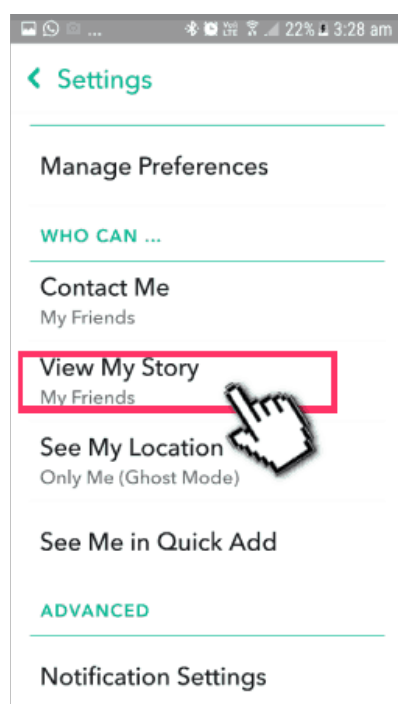 ... 22% 3:28 am
Settings
Manage Preferences
WHO CAN ...
Contact Me
My Friends
View My Story
My Friends
See My Location
Only Me (Ghost Mode)
See Me in Quick Add
ADVANCED
Notification Settings